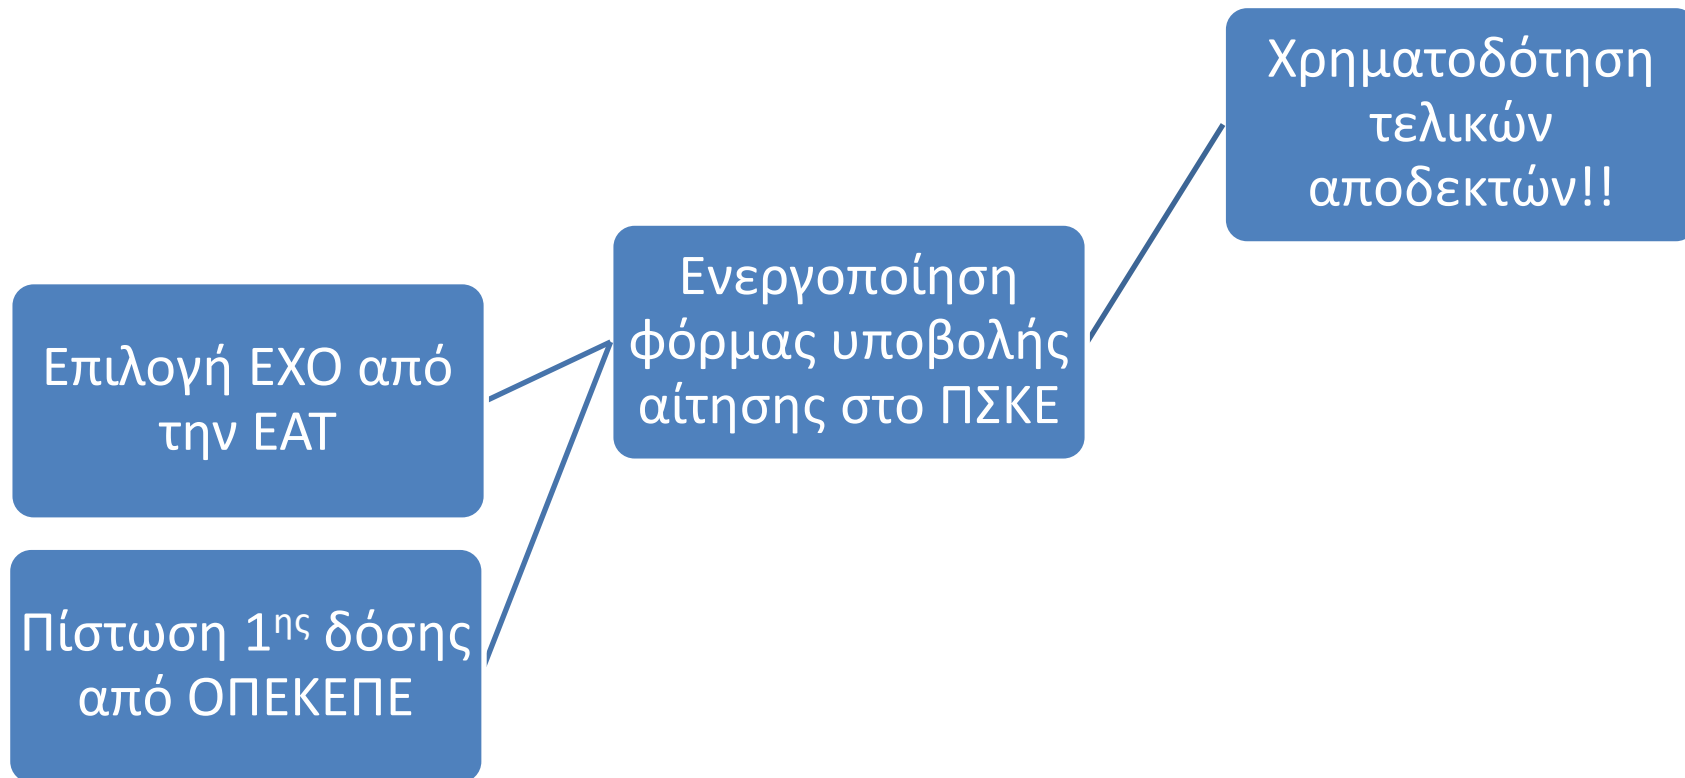 Επιλογή ΕΧΟ από
την ΕΑΤ
Πίστωση 1ης δόσης
από ΟΠΕΚΕΠΕ
Ενεργοποίηση
φόρμας υποβολής
αίτησης στο ΠΣΚΕ
Χρηματοδότηση
τελικών
αποδεκτών!!